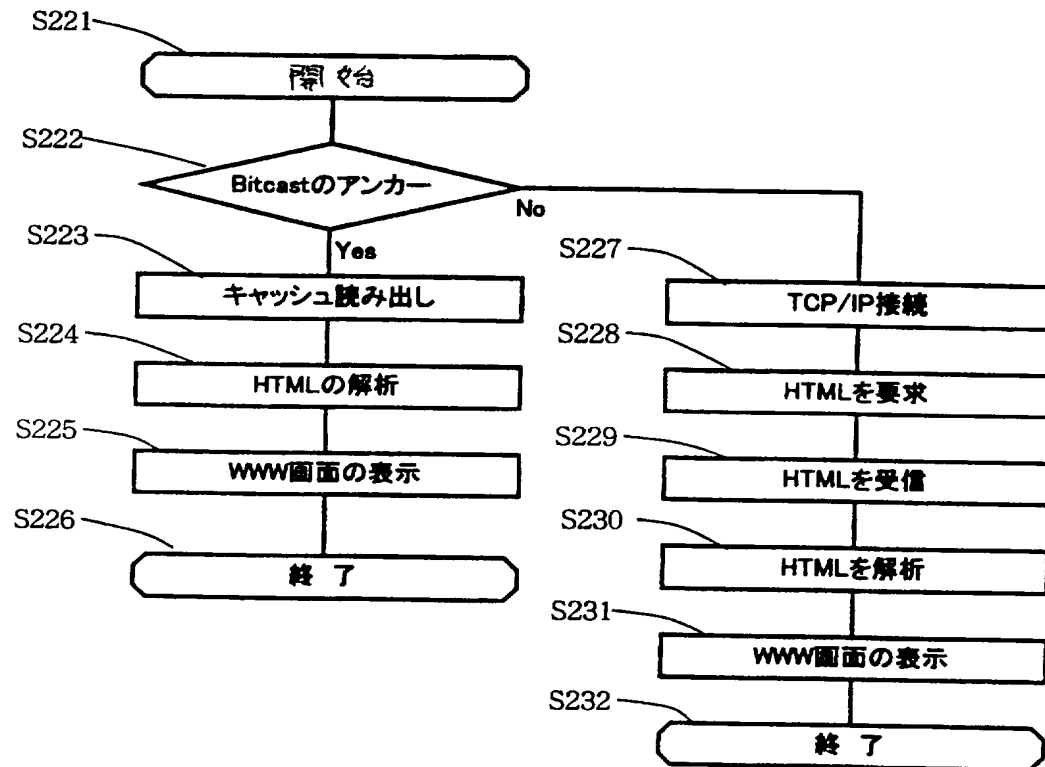 S221
開始
S222
Bitcastのアンカー
No
Yes
S223
キャッシュ読み出し
S224
HTMLの解析
S225
WWW画面の表示
S226
終了
S227
TCP/IP接続
S228
HTMLを要求
S229
HTMLを受信
S230
HTMLを解析
S231
WWW画面の表示
S232
終了